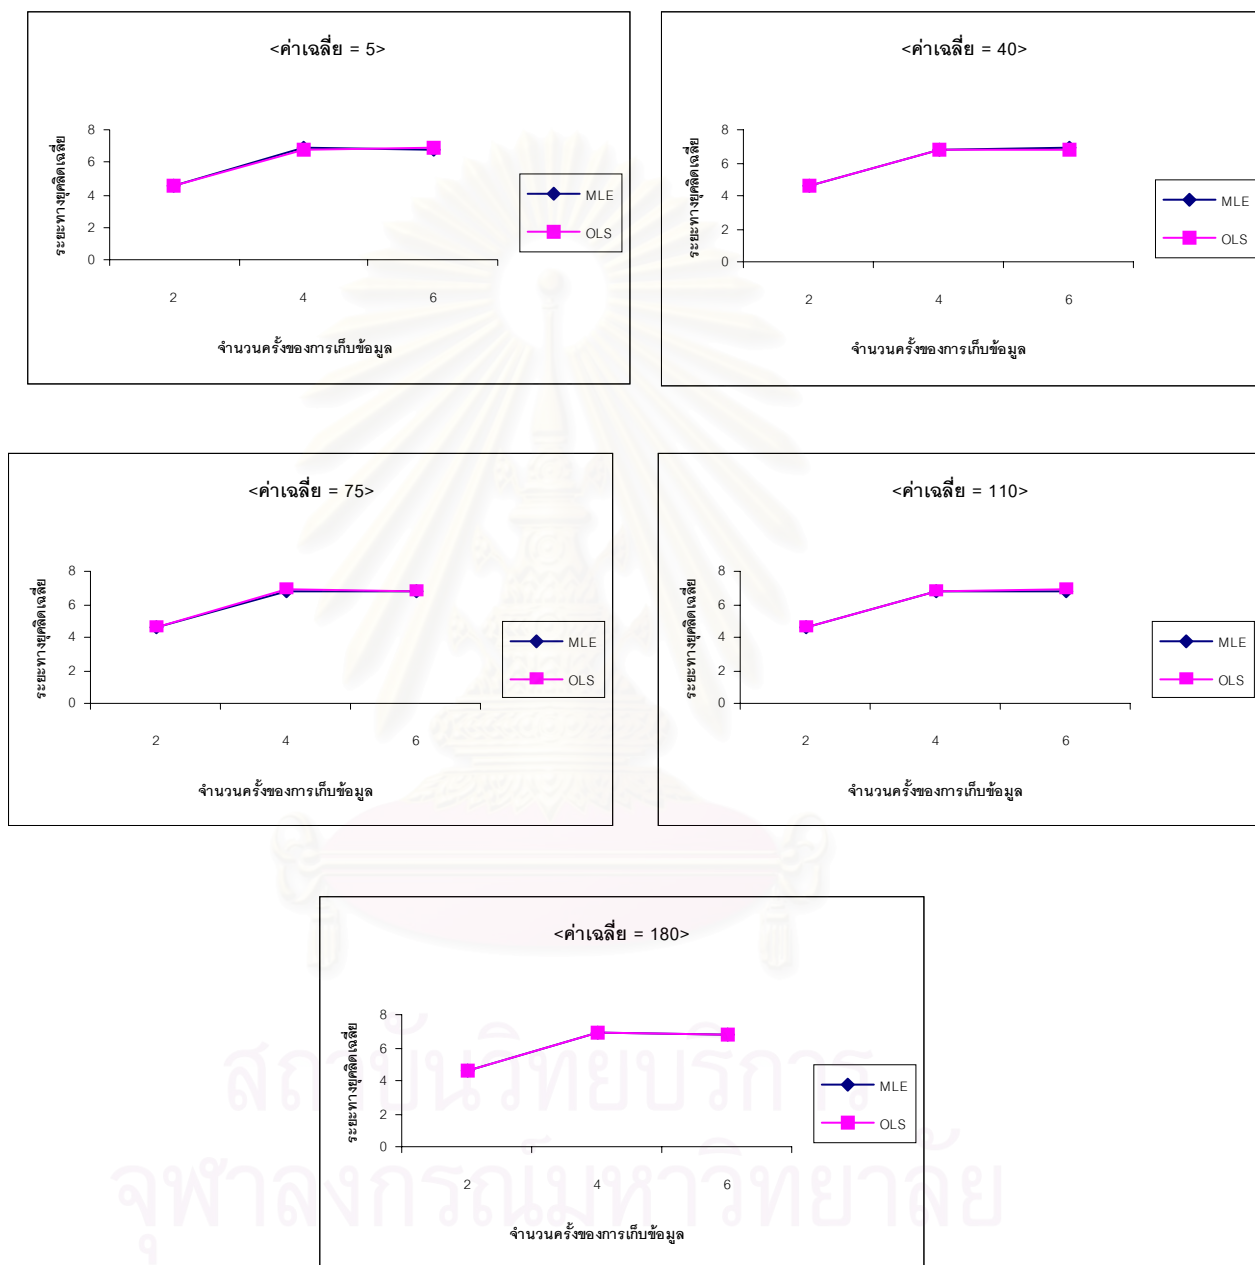 <ค่าเฉลี่ย = 5>
ระยะทางยุคลิดเฉลี่ย
8
6
4
2
0
2 4 6
จำนวนครั้งของการเก็บข้อมูล
MLE
OLS
<ค่าเฉลี่ย = 40>
ระยะทางยุคลิดเฉลี่ย
8
6
4
2
0
2 4 6
จำนวนครั้งของการเก็บข้อมูล
MLE
OLS
<ค่าเฉลี่ย = 75>
ระยะทางยุคลิดเฉลี่ย
8
6
4
2
0
2 4 6
จำนวนครั้งของการเก็บข้อมูล
MLE
OLS
<ค่าเฉลี่ย = 110>
ระยะทางยุคลิดเฉลี่ย
8
6
4
2
0
2 4 6
จำนวนครั้งของการเก็บข้อมูล
MLE
OLS
<ค่าเฉลี่ย = 180>
ระยะทางยุคลิดเฉลี่ย
8
6
4
2
0
2 4 6
จำนวนครั้งของการเก็บข้อมูล
MLE
OLS
สถาบันวิทยบริการ
จุฬาลงกรณ์มหาวิทยาลัย